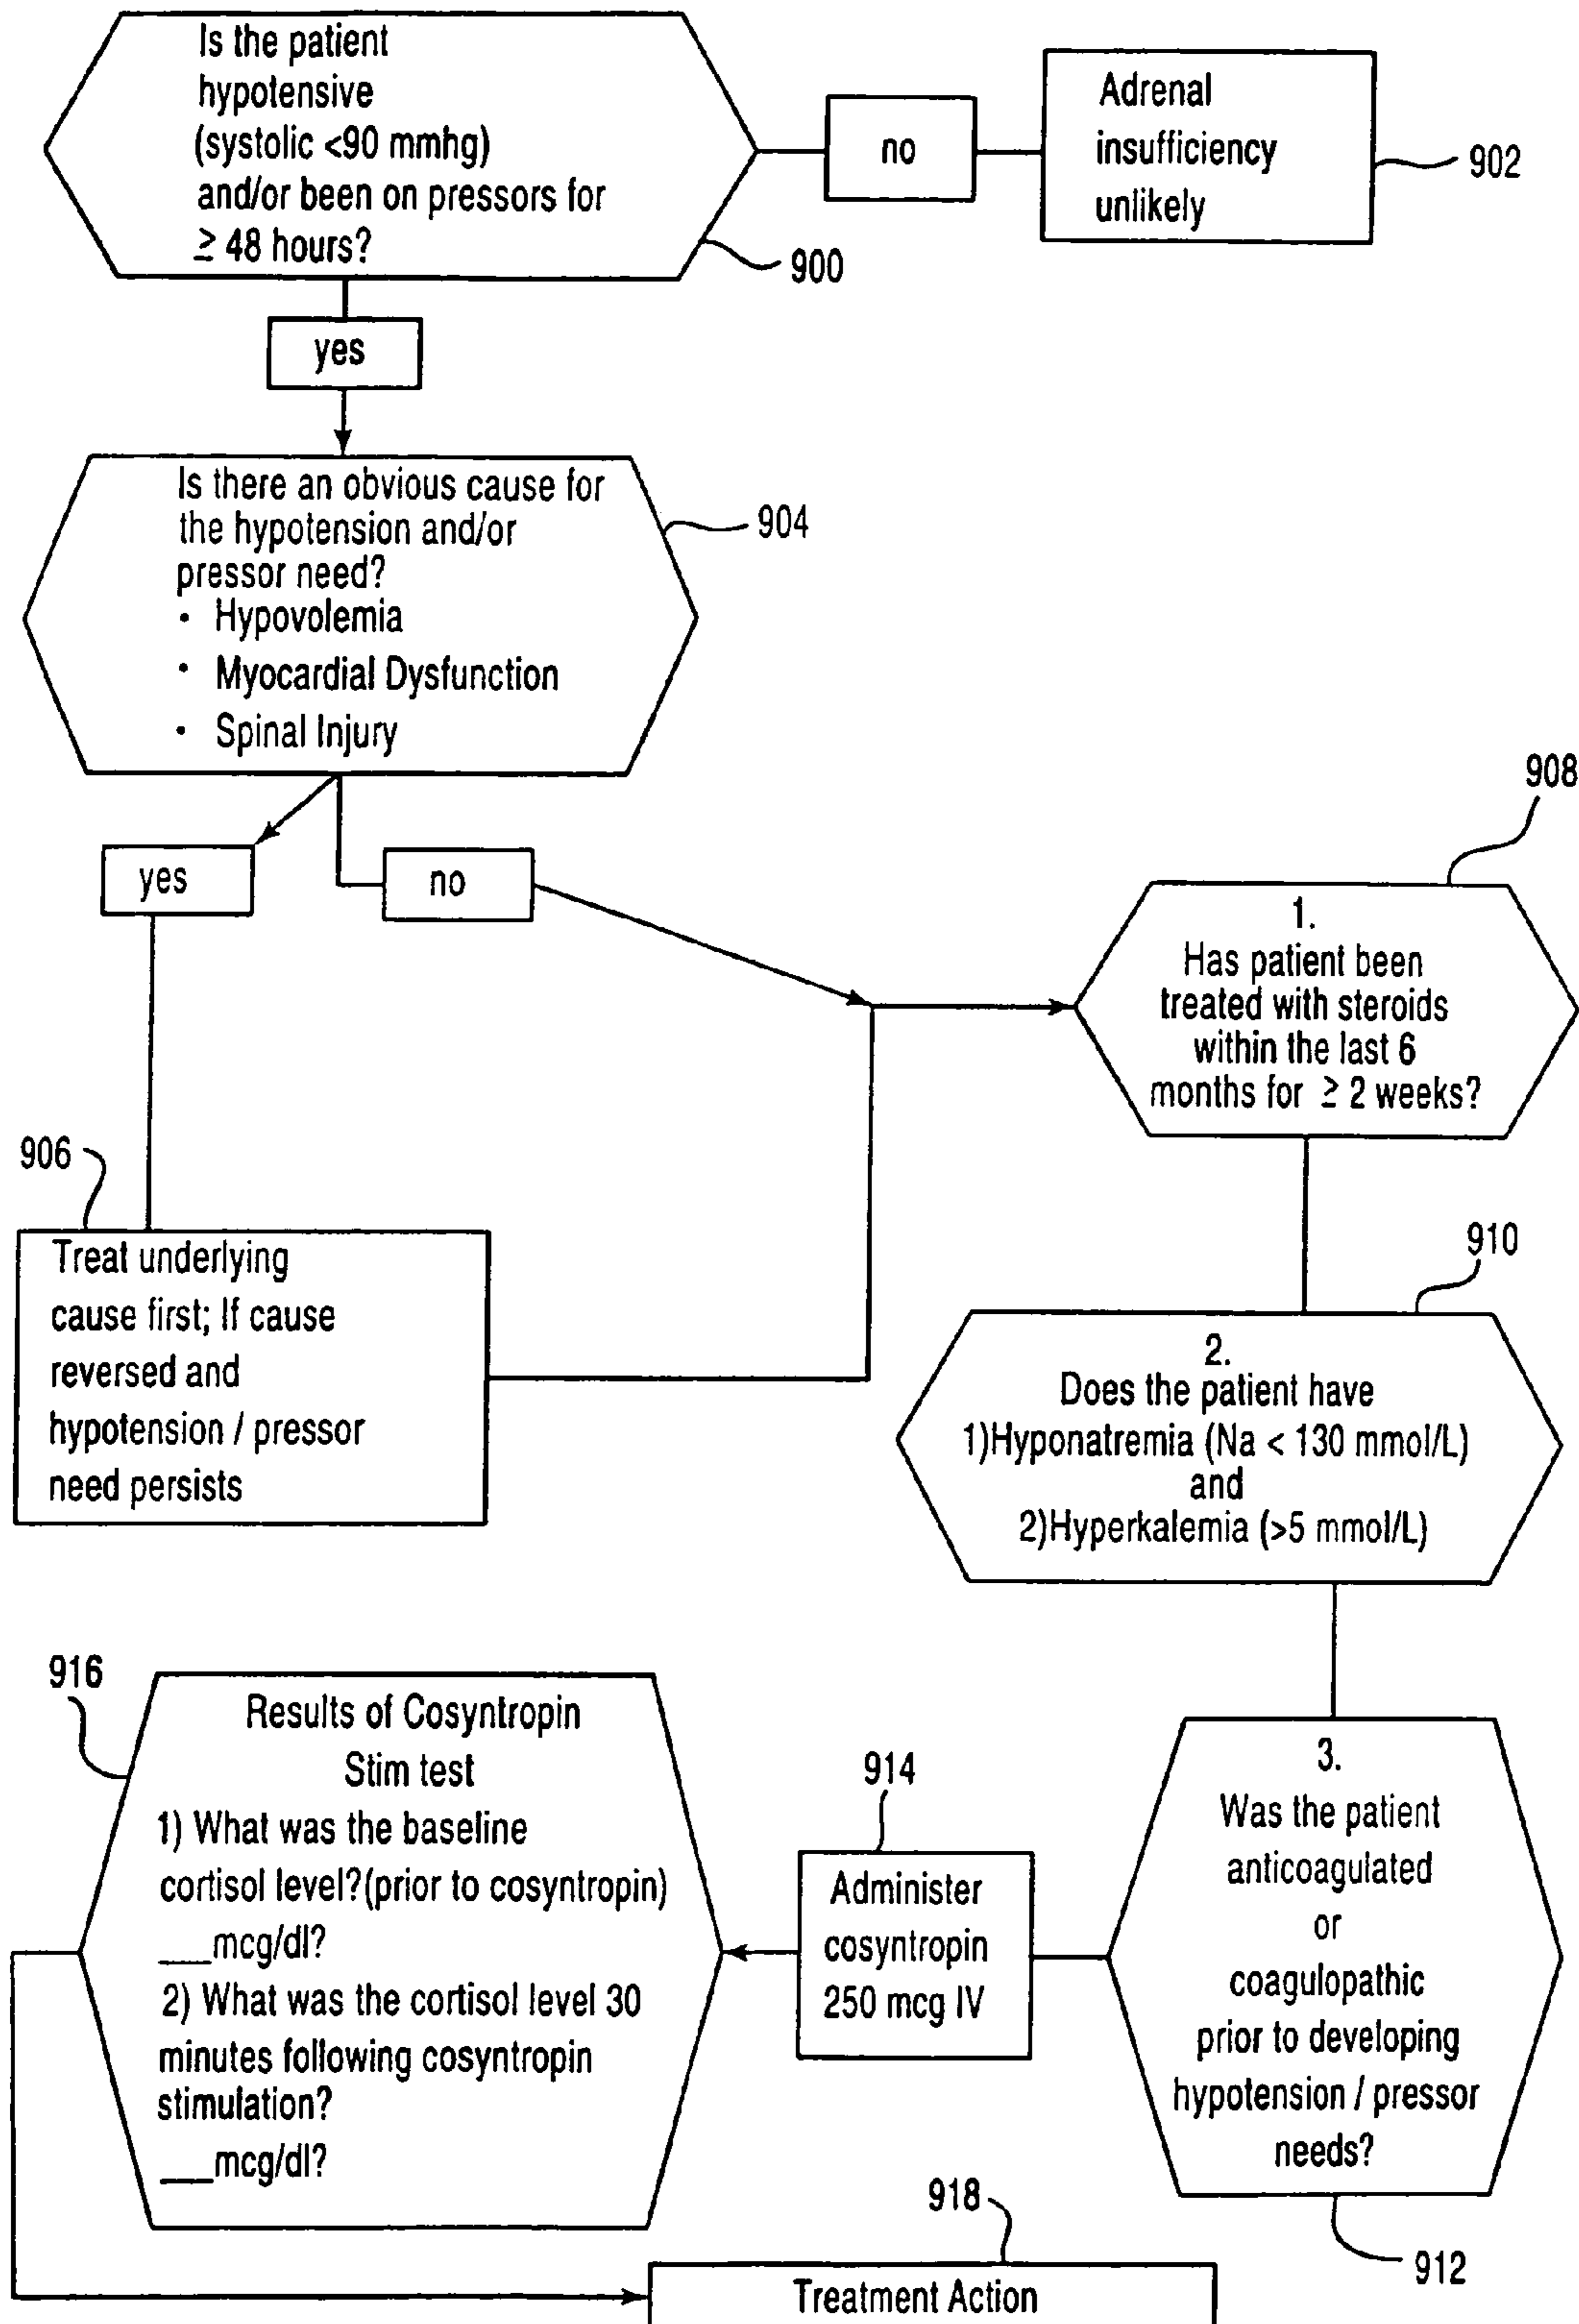 Is the patient
hypotensive
(systolic <90 mmhg)
and/or been on pressors for
≥ 48 hours?
900
no
Adrenal
insufficiency
unlikely
902
yes
Is there an obvious cause for
the hypotension and/or
pressor need?
• Hypovolemia
• Myocardial Dysfunction
• Spinal Injury
904
yes
no
906
Treat underlying
cause first; If cause
reversed and
hypotension / pressor
need persists
908
1.
Has patient been
treated with steroids
within the last 6
months for ≥ 2 weeks?
910
2.
Does the patient have
1)Hyponatremia (Na < 130 mmol/L)
and
2)Hyperkalemia (>5 mmol/L)
3.
Was the patient
anticoagulated
or
coagulopathic
prior to developing
hypotension / pressor
needs?
912
914
Administer
cosyntropin
250 mcg IV
916
Results of Cosyntropin
Stim test
1) What was the baseline
cortisol level?(prior to cosyntropin)
___mcg/dl?
2) What was the cortisol level 30
minutes following cosyntropin
stimulation?
___mcg/dl?
918
Treatment Action